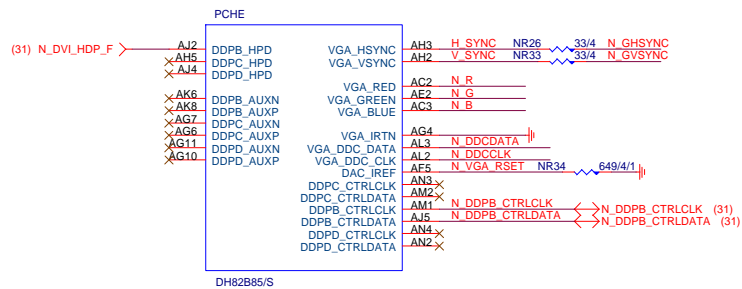 PCHE
(31) N_DVI_HDP_F AJ2 DDPB_HPD VGA_HSYNC AH3 H_SYNC NR26 33/4 N_GHSYNC
AH5 DDPC_HPD VGA_VSYNC AH2 V_SYNC NR33 33/4 N_GVSYNC
AJ4 DDPD_HPD
VGA_RED AC2 N_R
AK6 DDPB_AUXN VGA_GREEN AE2 N_G
AK8 DDPB_AUXP VGA_BLUE AC3 N_B
AG7 DDPC_AUXN
AG6 DDPC_AUXP VGA_IRTN AG4
AG11 DDPD_AUXN VGA_DDC_DATA AL3 N_DDCDATA
AG10 DDPD_AUXP VGA_DDC_CLK AL2 N_DDCCLK
DAC_IREF AF5 N_VGA_RSET NR34 649/4/1
DDPC_CTRLCLK AN3
DDPC_CTRLDATA AM2
DDPB_CTRLCLK AM1 N_DDPB_CTRLCLK N_DDPB_CTRLCLK (31)
DDPB_CTRLDATA AJ5 N_DDPB_CTRLDATA N_DDPB_CTRLDATA (31)
DDPD_CTRLCLK AN4
DDPD_CTRLDATA AN2
DH82B85/S